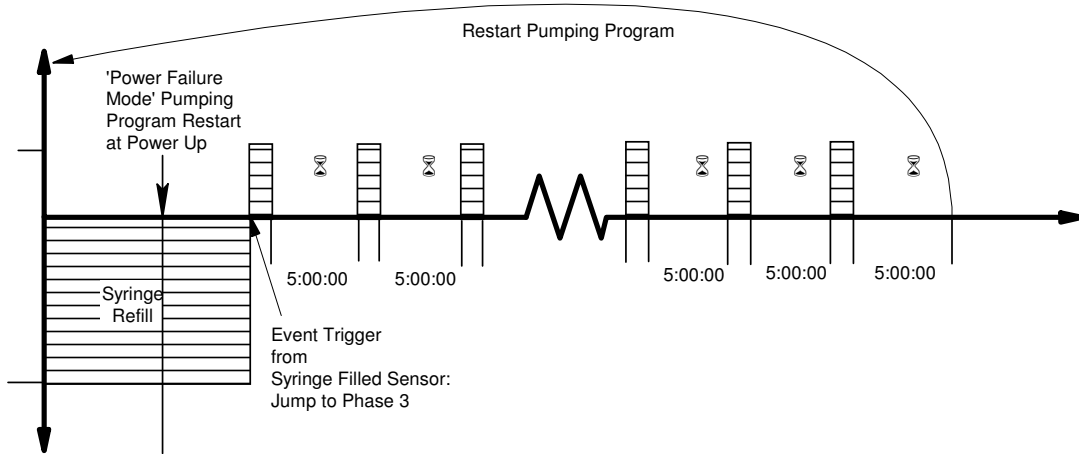 Restart Pumping Program
'Power Failure
Mode' Pumping
Program Restart
at Power Up
5:00:00
5:00:00
5:00:00
5:00:00
5:00:00
Syringe
Refill
Event Trigger
from
Syringe Filled Sensor:
Jump to Phase 3